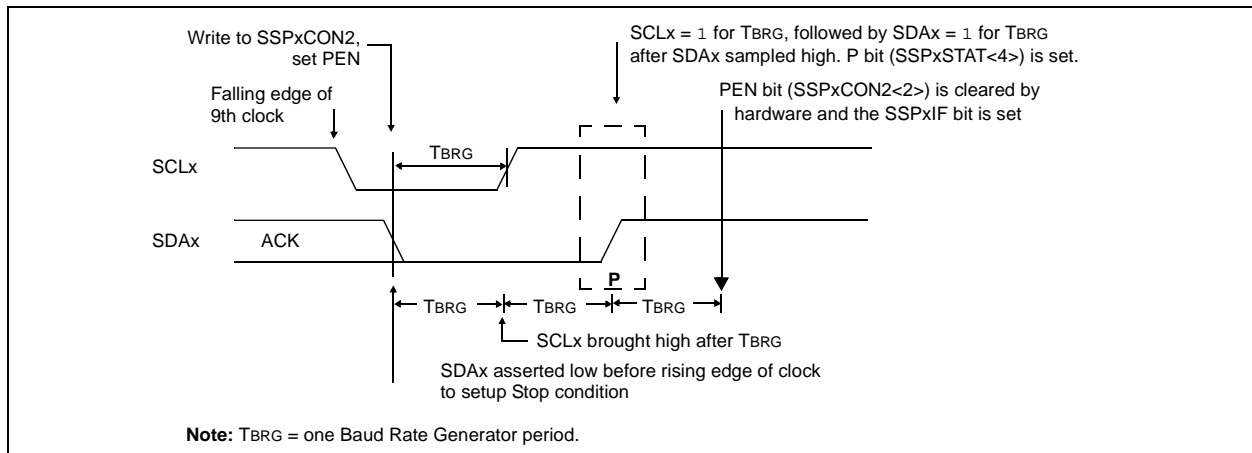 Write to SSPxCON2,
set PEN
SCLx = 1 for TBRG, followed by SDAx = 1 for TBRG
after SDAx sampled high. P bit (SSPxSTAT<4>) is set.
Falling edge of
9th clock
PEN bit (SSPxCON2<2>) is cleared by
hardware and the SSPxIF bit is set
TBRG
SCLx
SDAx
ACK
P
TBRG
TBRG
TBRG
SCLx brought high after TBRG
SDAx asserted low before rising edge of clock
to setup Stop condition
Note: TBRG = one Baud Rate Generator period.